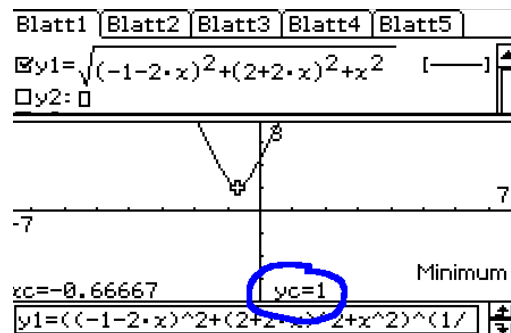 Blatt1 Blatt2 Blatt3 Blatt4 Blatt5
y1=√(-1-2·x)²+(2+2·x)²+x² [—]
y2:
8
7
-7
Minimum
xc=-0.66667 yc=1
y1=((-1-2·x)^2+(2+2·x)^2+x^2)^(1/